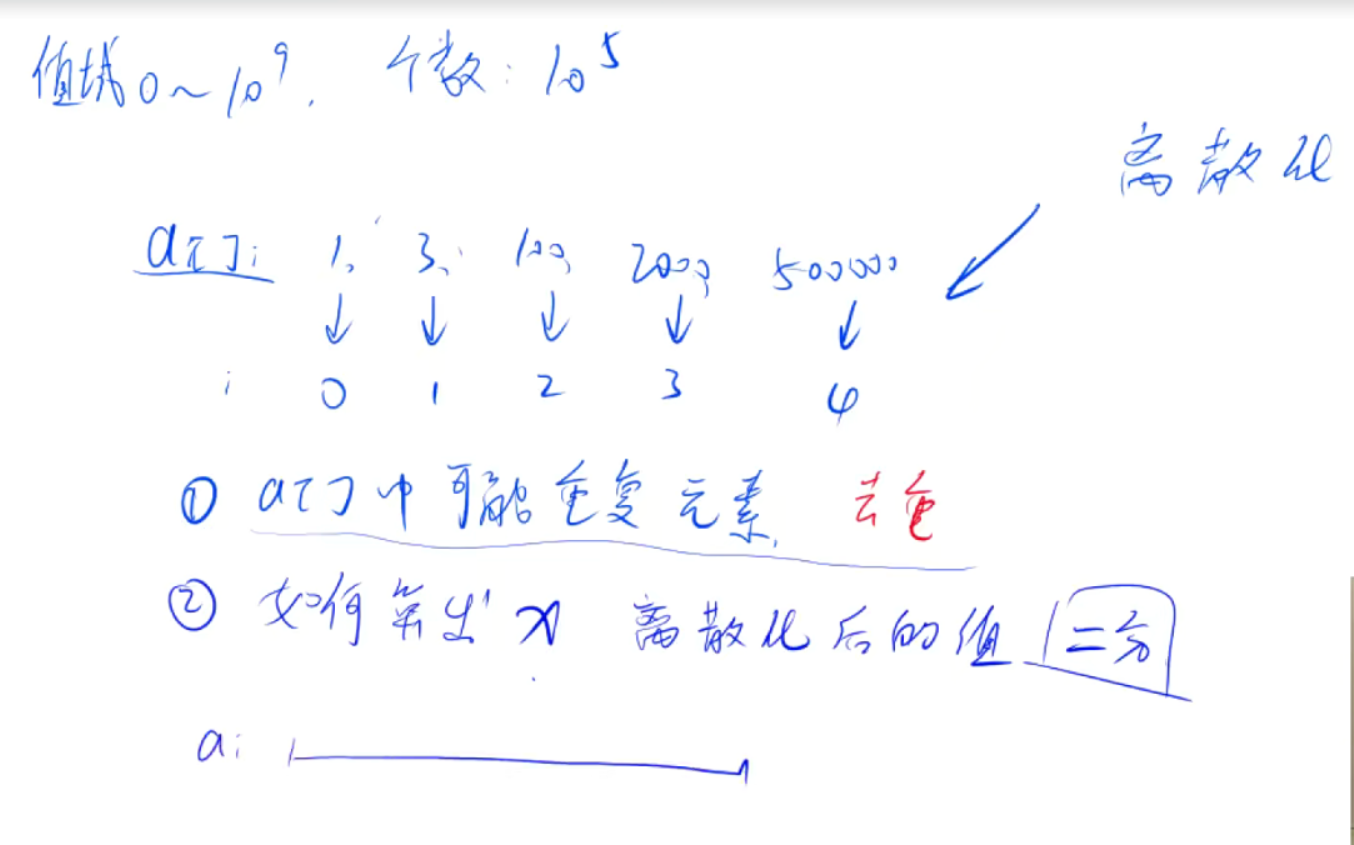 值域0~10^9. 个数:10^5
离散化
a[]: 1, 3, 100, 2000, 500000
↓ ↓ ↓ ↓ ↓
i 0 1 2 3 4
① a[]中可能重复元素, 去重
② 如何算出x 离散化后的值 二分
a: